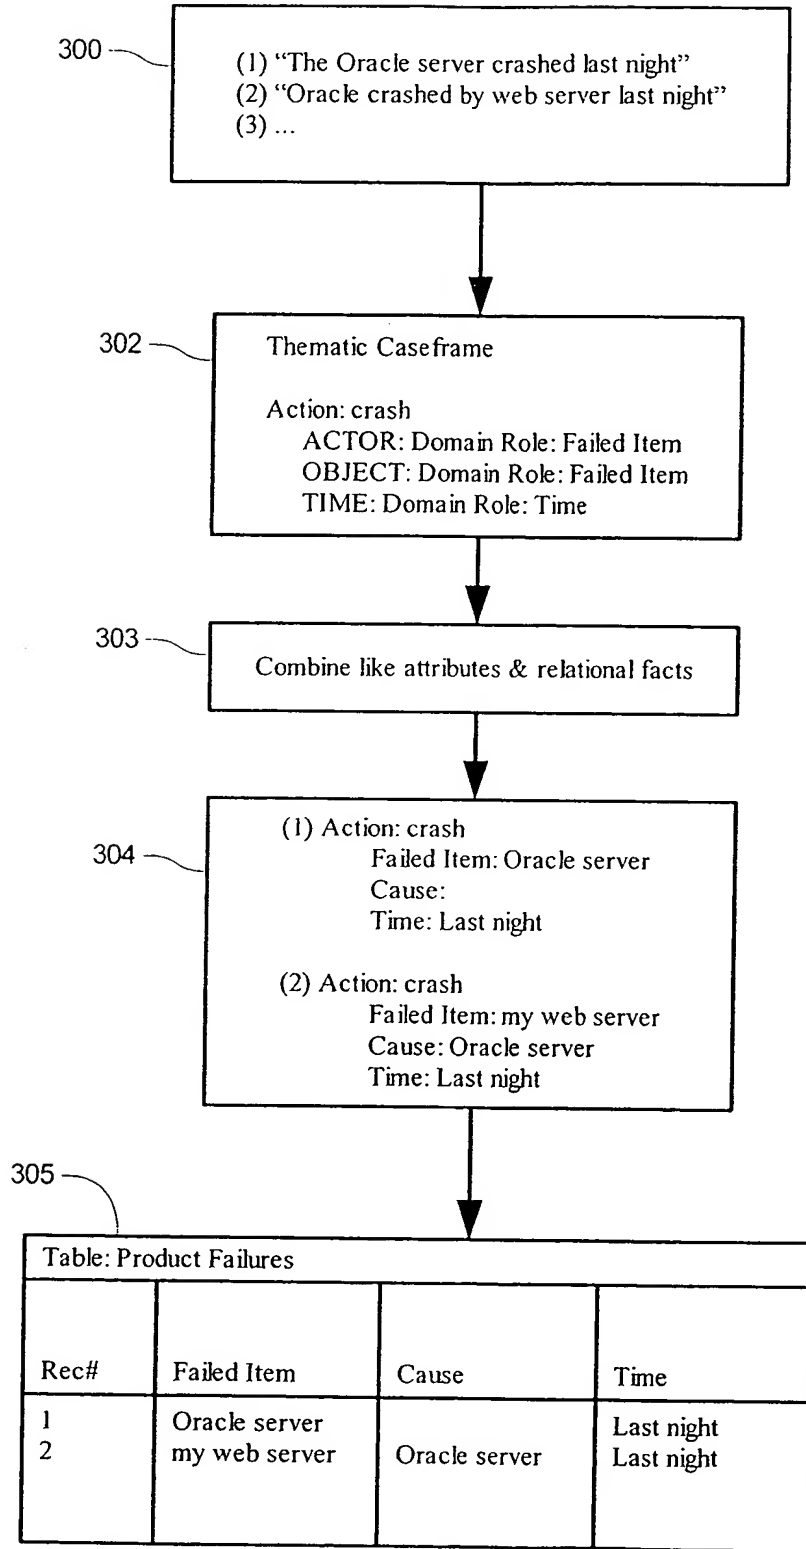 300
(1) “The Oracle server crashed last night”
(2) “Oracle crashed by web server last night”
(3) ...
302
Thematic Caseframe
Action: crash
ACTOR: Domain Role: Failed Item
OBJECT: Domain Role: Failed Item
TIME: Domain Role: Time
303
Combine like attributes & relational facts
304
(1) Action: crash
Failed Item: Oracle server
Cause:
Time: Last night
(2) Action: crash
Failed Item: my web server
Cause: Oracle server
Time: Last night
305
Table: Product Failures
Rec# Failed Item Cause Time
1 Oracle server Last night
2 my web server Oracle server Last night